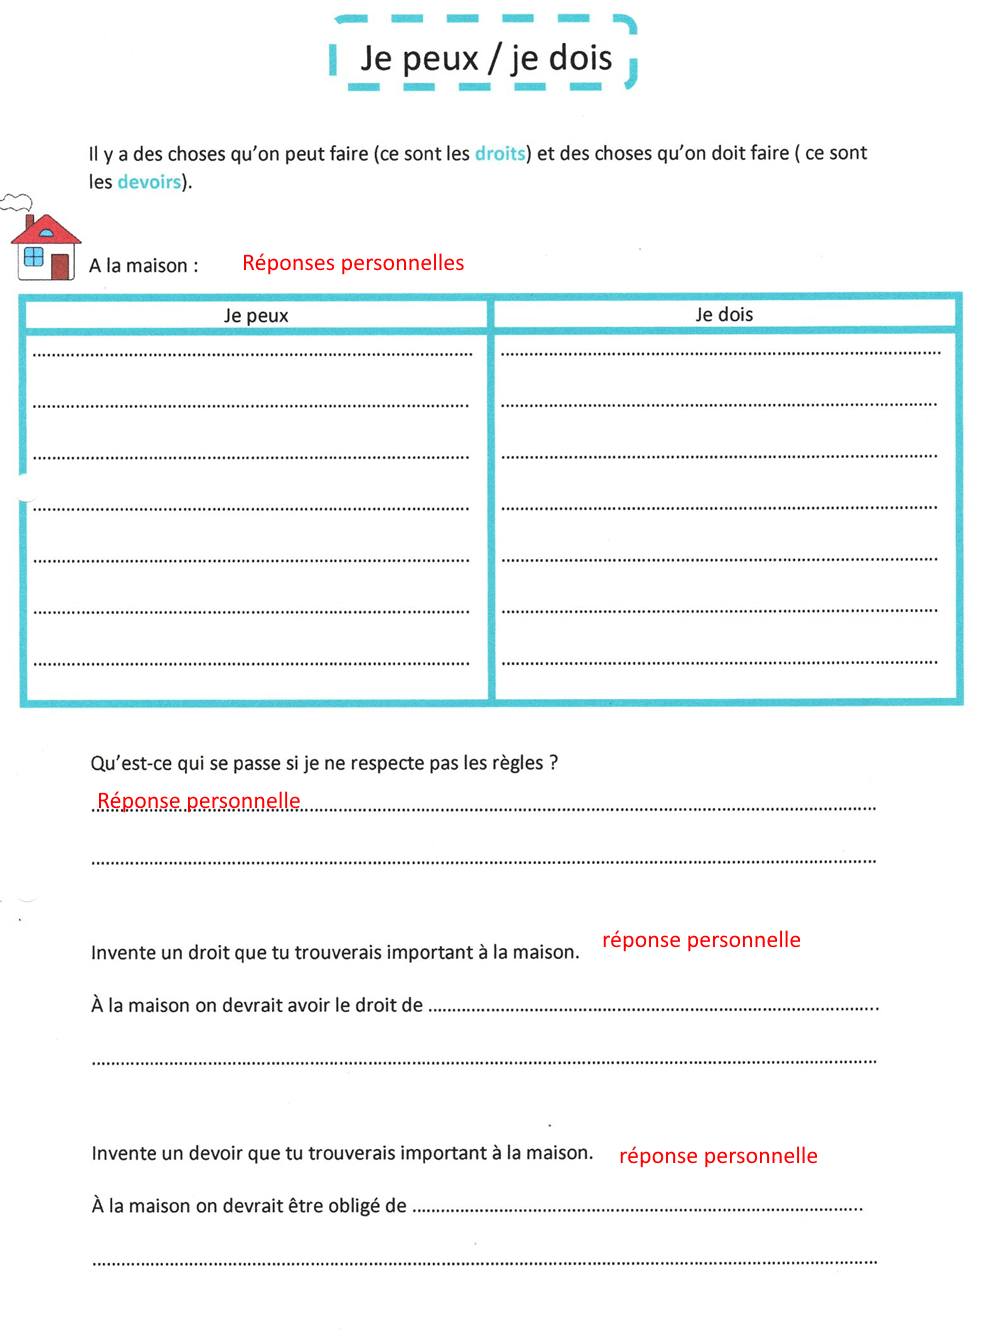 Je peux / je dois
Il y a des choses qu'on peut faire (ce sont les droits) et des choses qu'on doit faire ( ce sont
les devoirs).
A la maison : Réponses personnelles
Je peux Je dois
Qu'est-ce qui se passe si je ne respecte pas les règles ?
Réponse personnelle
Invente un droit que tu trouverais important à la maison. réponse personnelle
À la maison on devrait avoir le droit de
Invente un devoir que tu trouverais important à la maison. réponse personnelle
À la maison on devrait être obligé de